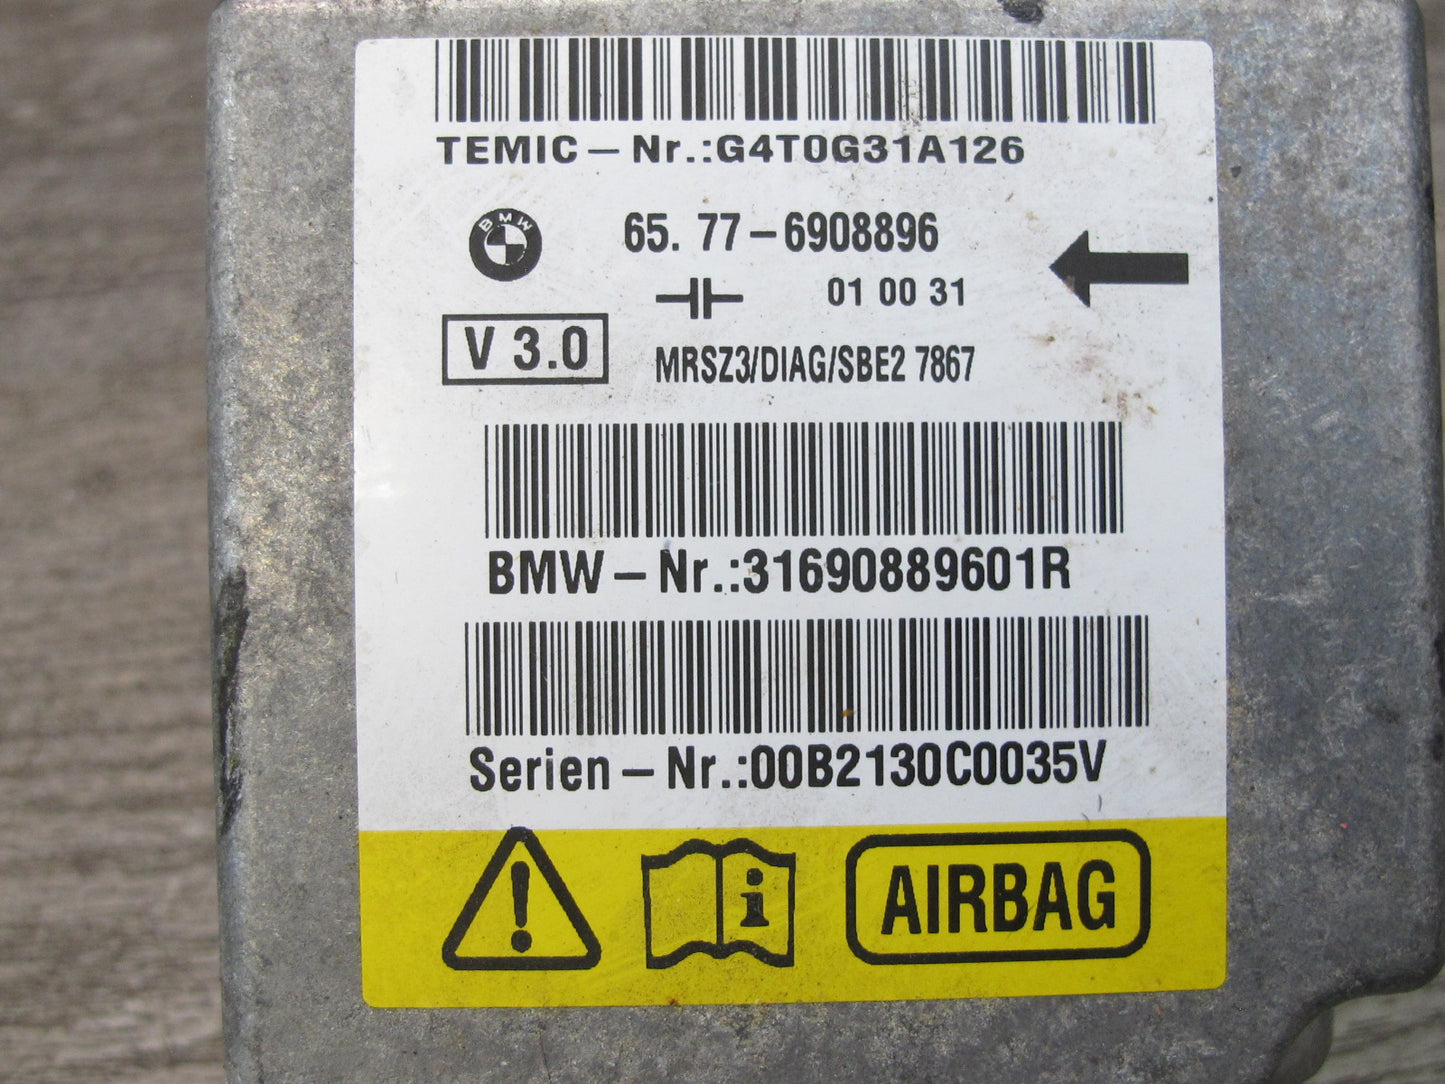 TEMIC – Nr.:G4T0G31A126
BMW
65. 77 – 6908896
01 00 31
V 3.0
MRSZ3/DIAG/SBE2 7867
BMW – Nr.:31690889601R
Serien – Nr.:00B2130C0035V
AIRBAG